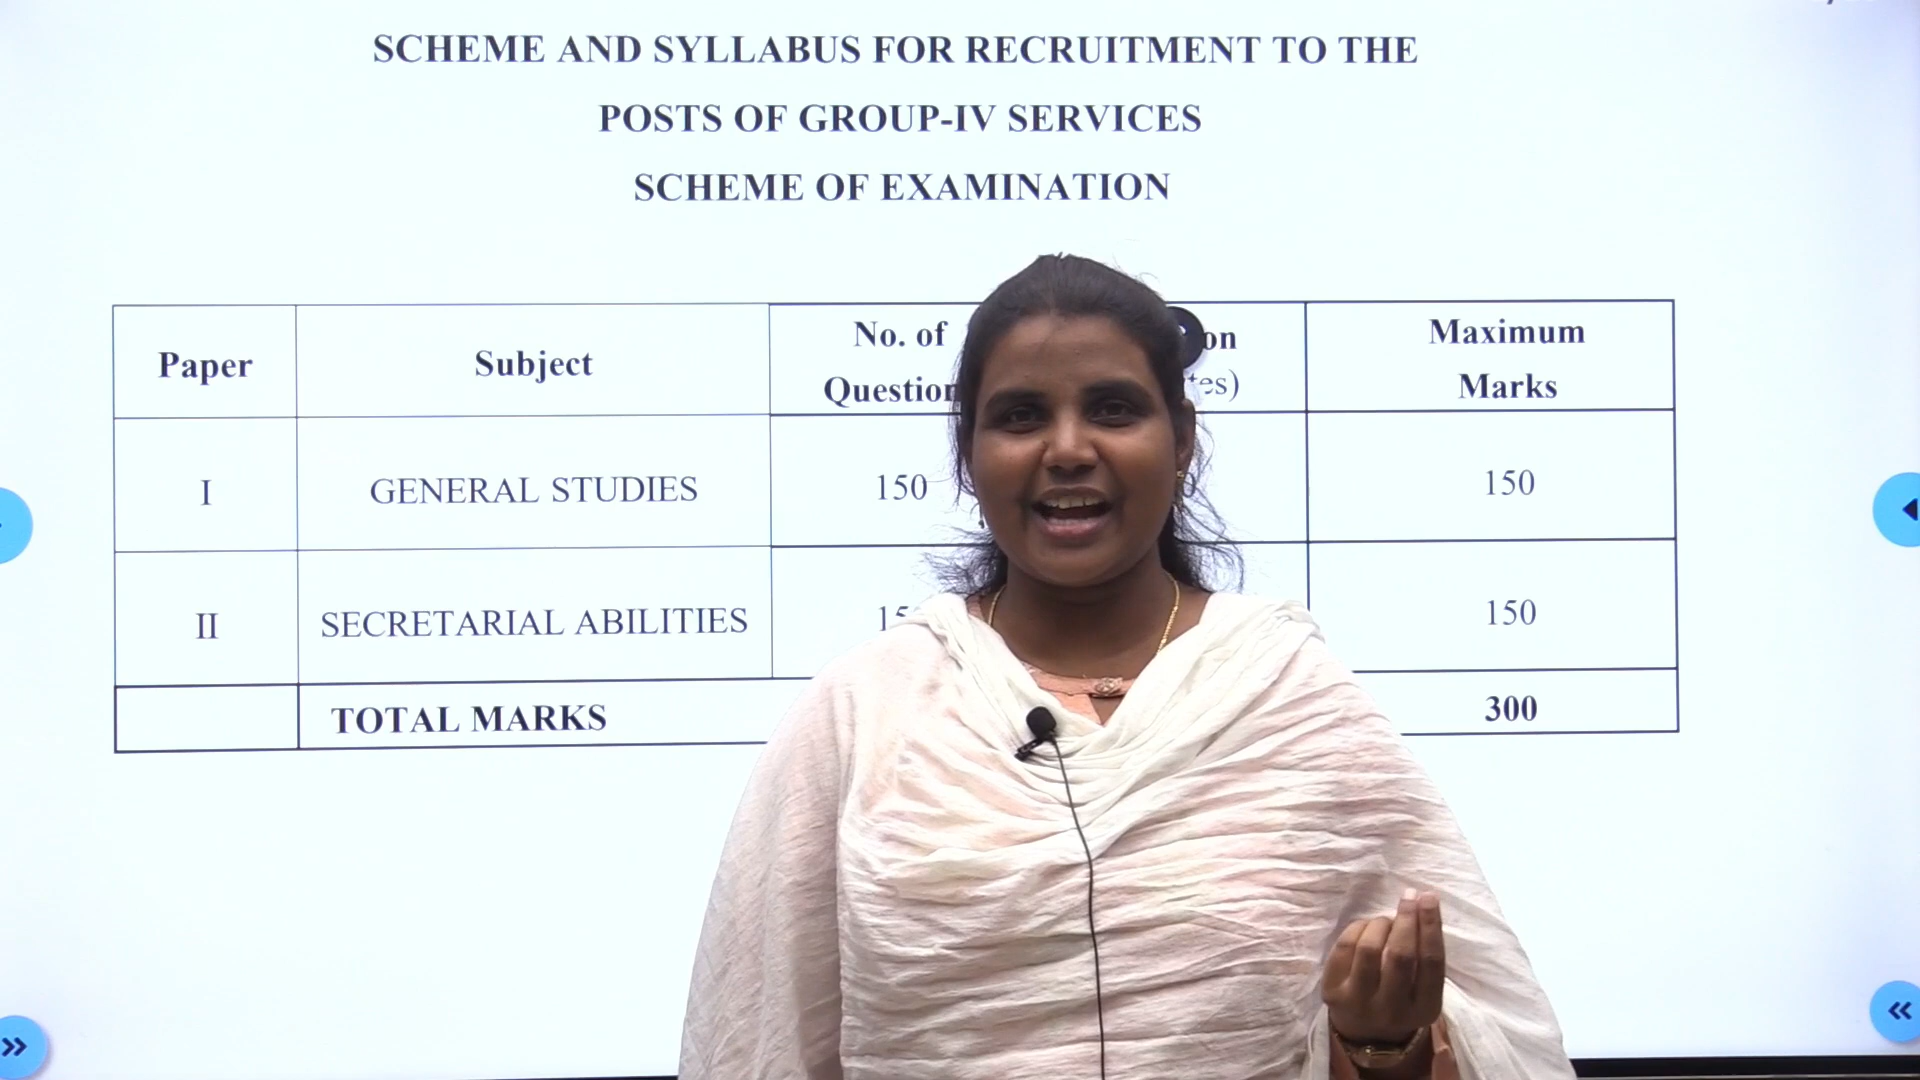 SCHEME AND SYLLABUS FOR RECRUITMENT TO THE
POSTS OF GROUP-IV SERVICES
SCHEME OF EXAMINATION
Paper Subject No. of Maximum
Marks
I GENERAL STUDIES 150 150
II SECRETARIAL ABILITIES 150
TOTAL MARKS 300